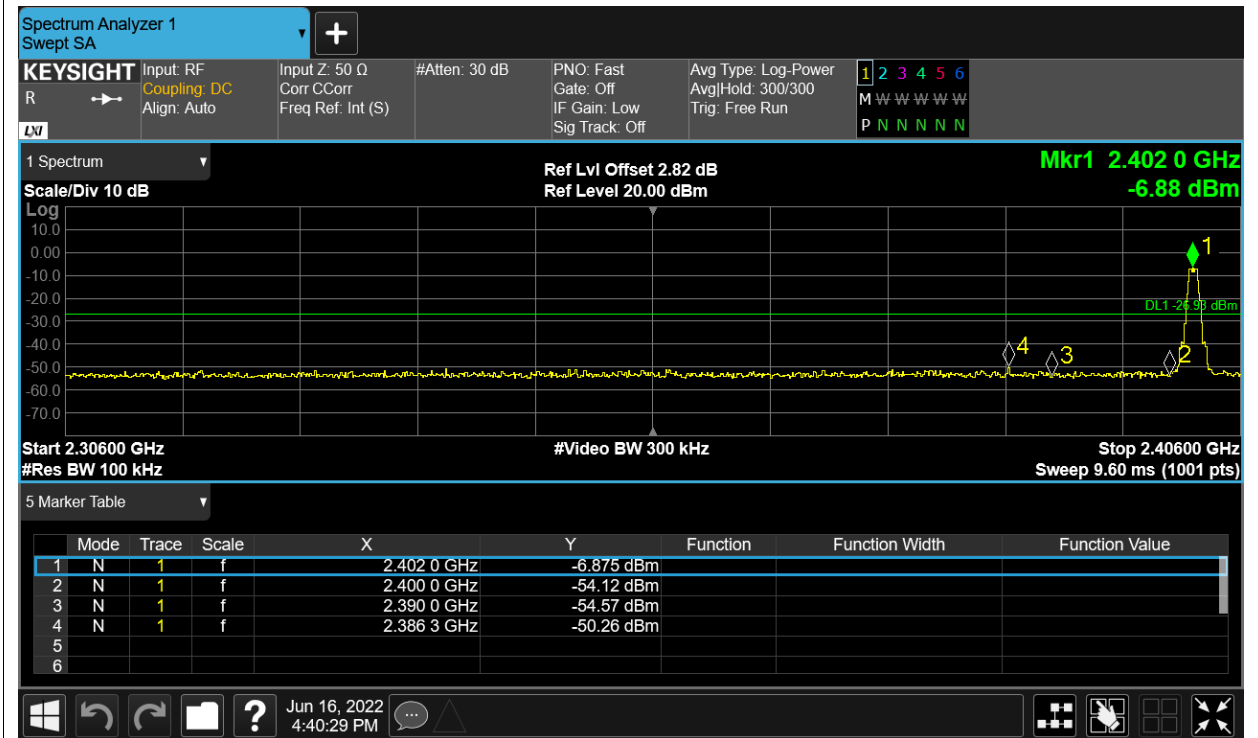 Spectrum Analyzer 1
Swept SA
+
KEYSIGHT
R
LXI
Input: RF
Coupling: DC
Align: Auto
Input Z: 50 Ω
Corr CCorr
Freq Ref: Int (S)
#Atten: 30 dB
PNO: Fast
Gate: Off
IF Gain: Low
Sig Track: Off
Avg Type: Log-Power
Avg|Hold: 300/300
Trig: Free Run
1 2 3 4 5 6
M W W W W W
P N N N N N
1 Spectrum
Scale/Div 10 dB
Ref Lvl Offset 2.82 dB
Ref Level 20.00 dBm
Mkr1 2.402 0 GHz
-6.88 dBm
Log
10.0
0.00
-10.0
-20.0
-30.0
-40.0
-50.0
-60.0
-70.0
1
DL1 -26.93 dBm
4
3
2
Start 2.30600 GHz
#Video BW 300 kHz
Stop 2.40600 GHz
#Res BW 100 kHz
Sweep 9.60 ms (1001 pts)
5 Marker Table
Mode Trace Scale X Y Function Function Width Function Value
1 N 1 f 2.402 0 GHz -6.875 dBm
2 N 1 f 2.400 0 GHz -54.12 dBm
3 N 1 f 2.390 0 GHz -54.57 dBm
4 N 1 f 2.386 3 GHz -50.26 dBm
5
6
?
Jun 16, 2022
4:40:29 PM